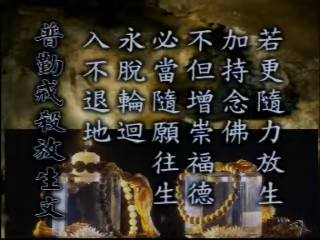 若更隨力放生
加持念佛
不但增崇福德
必當隨願往生
永脫輪迴
入不退地
普勤戒殺放生文